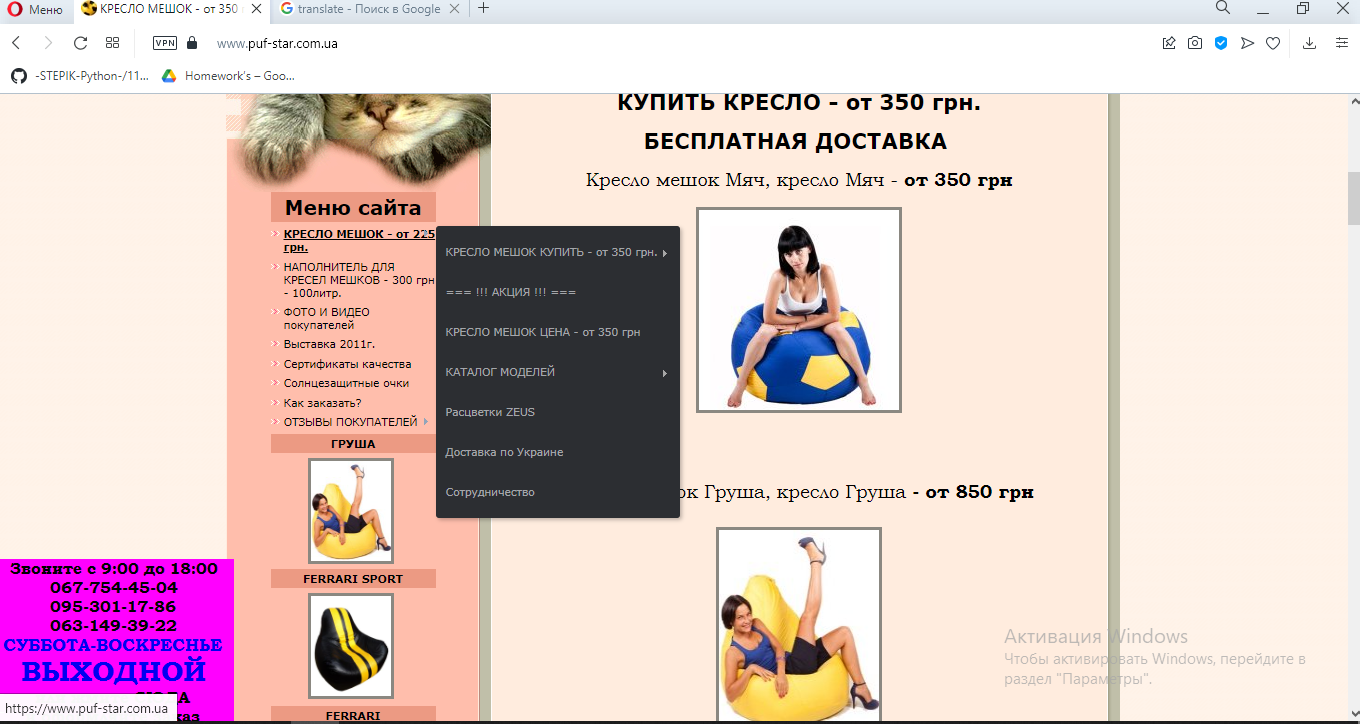 Меню
КРЕСЛО МЕШОК - от 350 г
translate - Поиск в Google
VPN
www.puf-star.com.ua
-STEPIK-Python-/11...
Homework's – Goo...
КУПИТЬ КРЕСЛО - от 350 грн.
БЕСПЛАТНАЯ ДОСТАВКА
Кресло мешок Мяч, кресло Мяч - от 350 грн
Меню сайта
КРЕСЛО МЕШОК - от 225
грн.
НАПОЛНИТЕЛЬ ДЛЯ
КРЕСЕЛ МЕШКОВ - 300 грн
- 100литр.
ФОТО И ВИДЕО
покупателей
Выставка 2011г.
Сертификаты качества
Солнцезащитные очки
Как заказать?
ОТЗЫВЫ ПОКУПАТЕЛЕЙ
КРЕСЛО МЕШОК КУПИТЬ - от 350 грн.
=== !!! АКЦИЯ !!! ===
КРЕСЛО МЕШОК ЦЕНА - от 350 грн
КАТАЛОГ МОДЕЛЕЙ
Расцветки ZEUS
Доставка по Украине
Сотрудничество
ГРУША
FERRARI SPORT
FERRARI
ок Груша, кресло Груша - от 850 грн
Звоните с 9:00 до 18:00
067-754-45-04
095-301-17-86
063-149-39-22
СУББОТА-ВОСКРЕСНЬЕ
ВЫХОДНОЙ
каз
https://www.puf-star.com.ua
Активация Windows
Чтобы активировать Windows, перейдите в
раздел "Параметры".